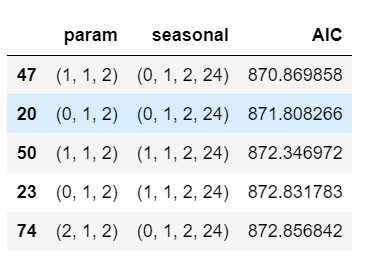 param seasonal AIC
47 (1, 1, 2) (0, 1, 2, 24) 870.869858
20 (0, 1, 2) (0, 1, 2, 24) 871.808266
50 (1, 1, 2) (1, 1, 2, 24) 872.346972
23 (0, 1, 2) (1, 1, 2, 24) 872.831783
74 (2, 1, 2) (0, 1, 2, 24) 872.856842